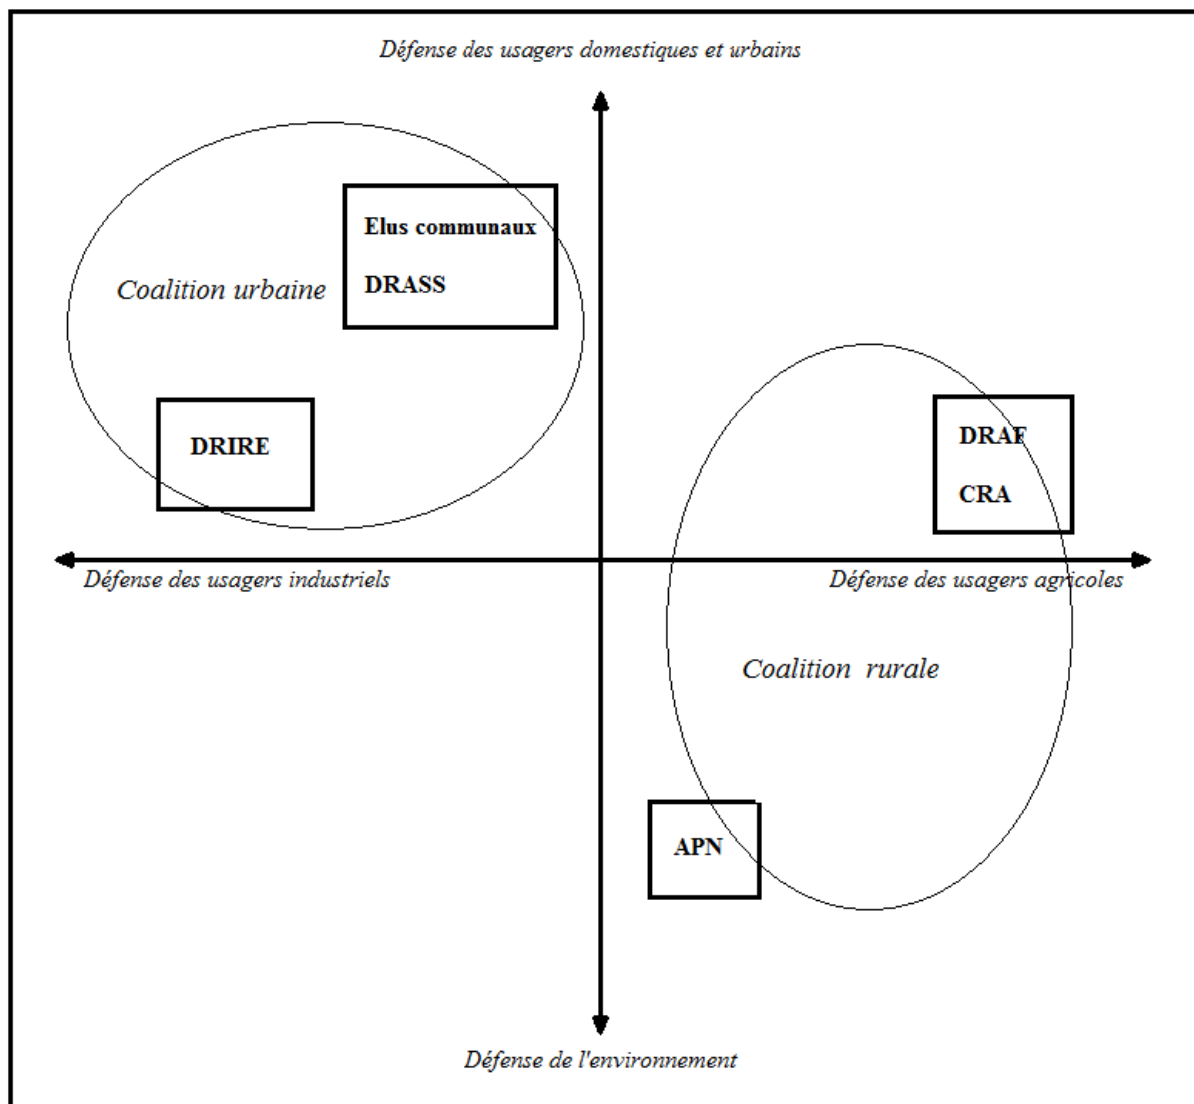 Défense des usagers domestiques et urbains
Elus communaux
Coalition urbaine
DRASS
DRIRE
DRAF
CRA
Défense des usagers industriels
Défense des usagers agricoles
Coalition rurale
APN
Défense de l'environnement